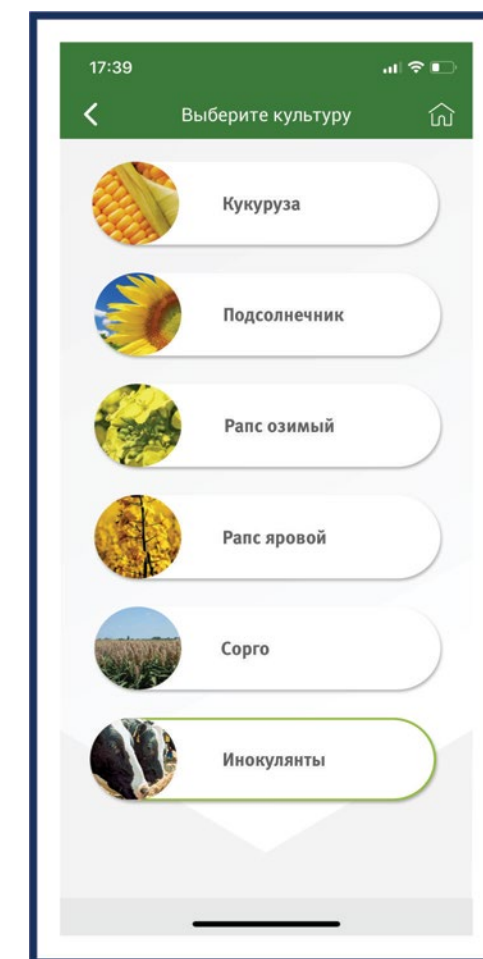 17:39
Выберите культуру
Кукуруза
Подсолнечник
Рапс озимый
Рапс яровой
Сорго
Инокулянты